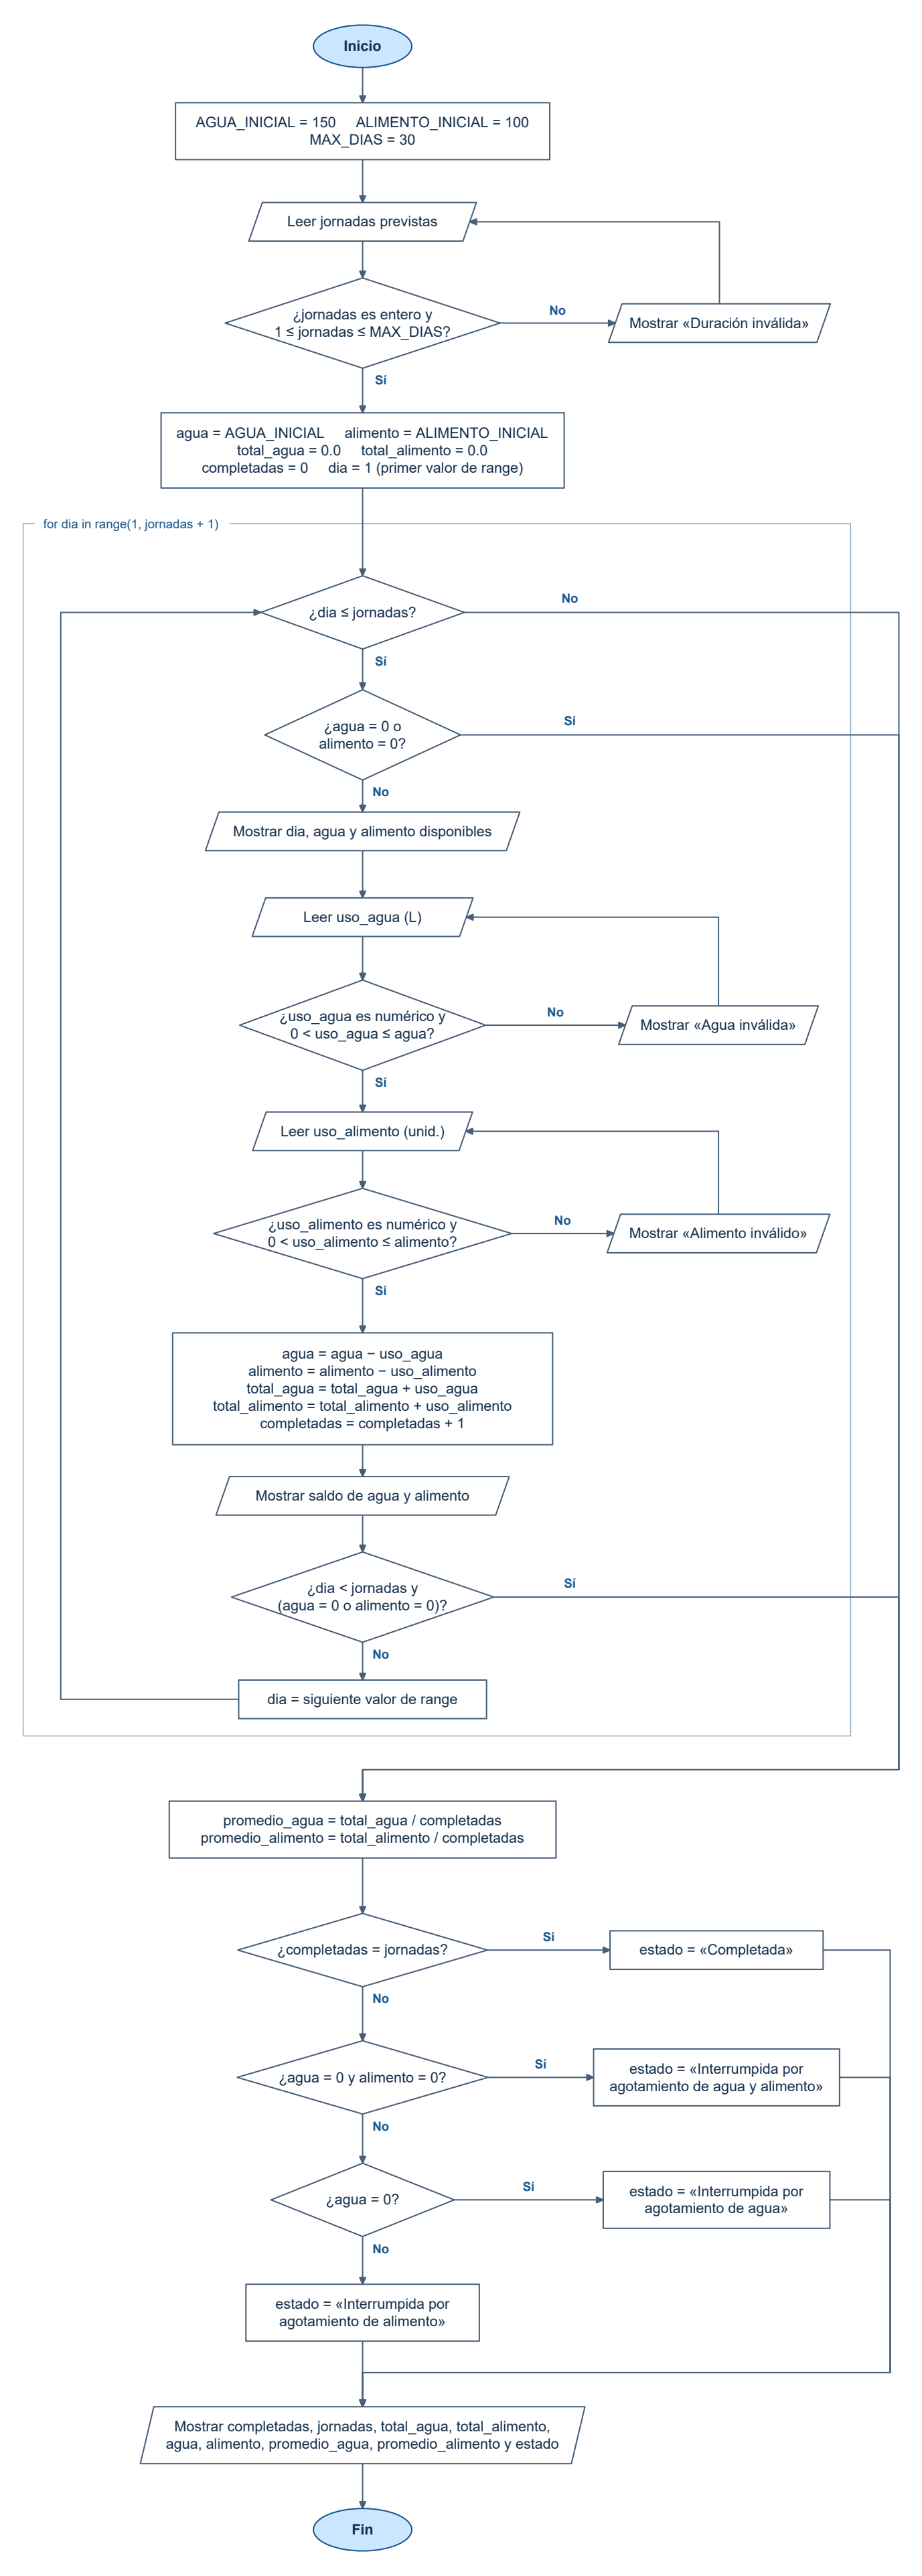 Inicio
AGUA_INICIAL = 150     ALIMENTO_INICIAL = 100
MAX_DIAS = 30
Leer jornadas previstas
¿jornadas es entero y
1 ≤ jornadas ≤ MAX_DIAS?
No
Mostrar «Duración inválida»
Sí
agua = AGUA_INICIAL     alimento = ALIMENTO_INICIAL
total_agua = 0.0     total_alimento = 0.0
completadas = 0     dia = 1 (primer valor de range)
for dia in range(1, jornadas + 1)
¿dia ≤ jornadas?
No
Sí
¿agua = 0 o
alimento = 0?
Sí
No
Mostrar dia, agua y alimento disponibles
Leer uso_agua (L)
¿uso_agua es numérico y
0 < uso_agua ≤ agua?
No
Mostrar «Agua inválida»
Sí
Leer uso_alimento (unid.)
¿uso_alimento es numérico y
0 < uso_alimento ≤ alimento?
No
Mostrar «Alimento inválido»
Sí
agua = agua − uso_agua
alimento = alimento − uso_alimento
total_agua = total_agua + uso_agua
total_alimento = total_alimento + uso_alimento
completadas = completadas + 1
Mostrar saldo de agua y alimento
¿dia < jornadas y
(agua = 0 o alimento = 0)?
Sí
No
dia = siguiente valor de range
promedio_agua = total_agua / completadas
promedio_alimento = total_alimento / completadas
¿completadas = jornadas?
Sí
estado = «Completada»
No
¿agua = 0 y alimento = 0?
Sí
estado = «Interrumpida por
agotamiento de agua y alimento»
No
¿agua = 0?
Sí
estado = «Interrumpida por
agotamiento de agua»
No
estado = «Interrumpida por
agotamiento de alimento»
Mostrar completadas, jornadas, total_agua, total_alimento,
agua, alimento, promedio_agua, promedio_alimento y estado
Fin